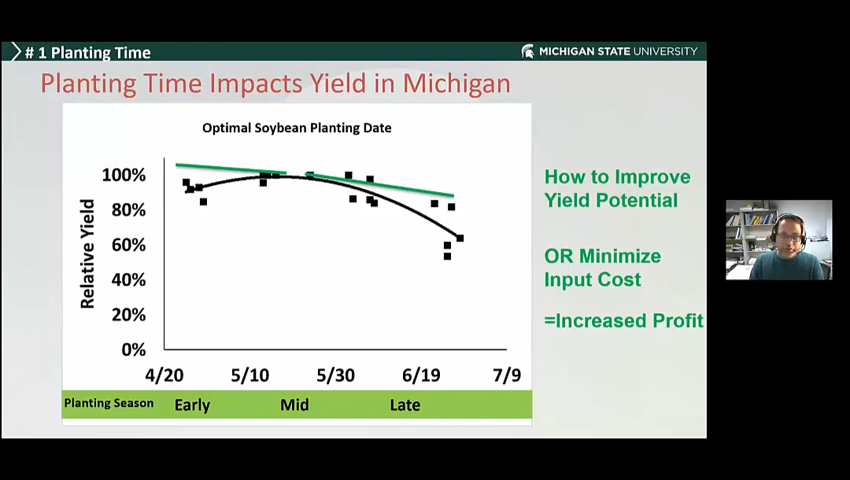 # 1 Planting Time
MICHIGAN STATE UNIVERSITY
Planting Time Impacts Yield in Michigan
Optimal Soybean Planting Date
Relative Yield
100%
80%
60%
40%
20%
0%
4/20 5/10 5/30 6/19 7/9
Planting Season Early Mid Late
How to Improve
Yield Potential
OR Minimize
Input Cost
=Increased Profit